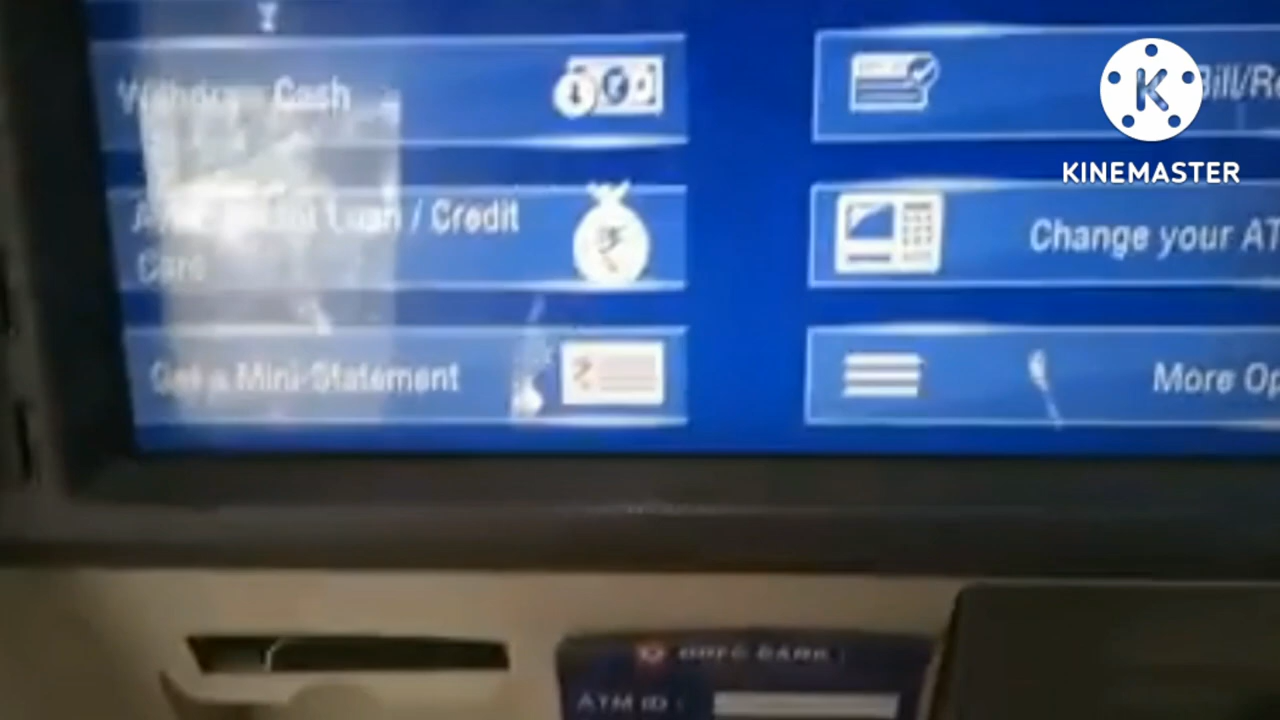 Withdraw Cash
Bill/Re
Loan / Credit
Card
Change your AT
Get a Mini-Statement
More Op
HDFC BANK
ATM ID :
K
KINEMASTER